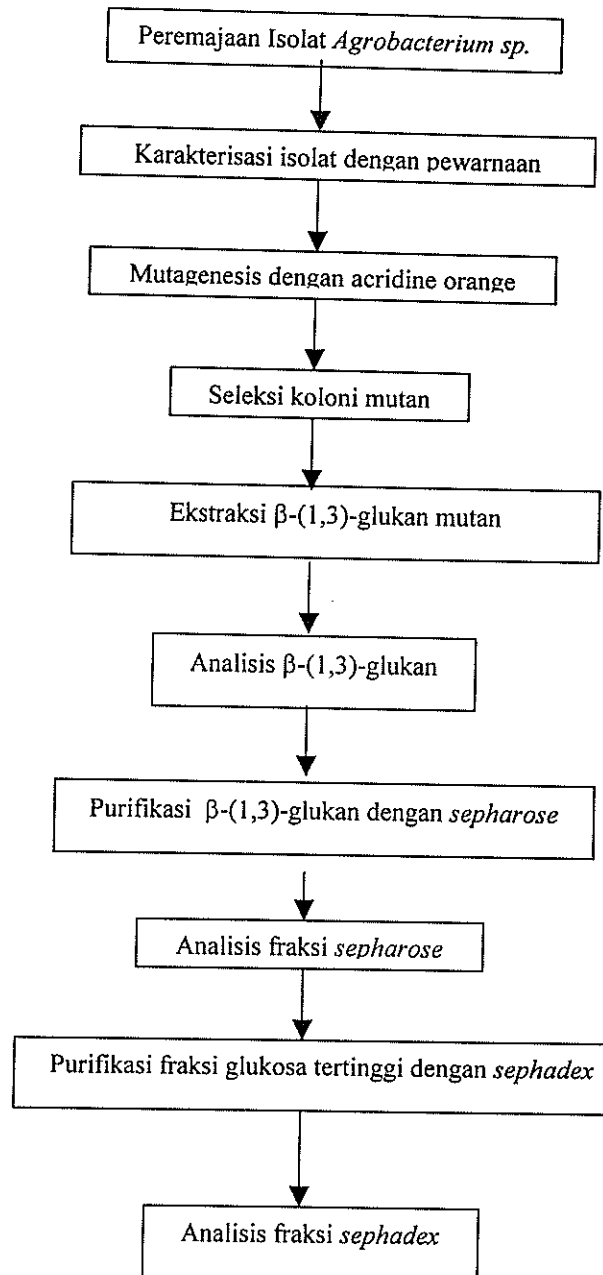 Peremajaan Isolat Agrobacterium sp.
Karakterisasi isolat dengan pewarnaan
Mutagenesis dengan acridine orange
Seleksi koloni mutan
Ekstraksi β-(1,3)-glukan mutan
Analisis β-(1,3)-glukan
Purifikasi β-(1,3)-glukan dengan sepharose
Analisis fraksi sepharose
Purifikasi fraksi glukosa tertinggi dengan sephadex
Analisis fraksi sephadex